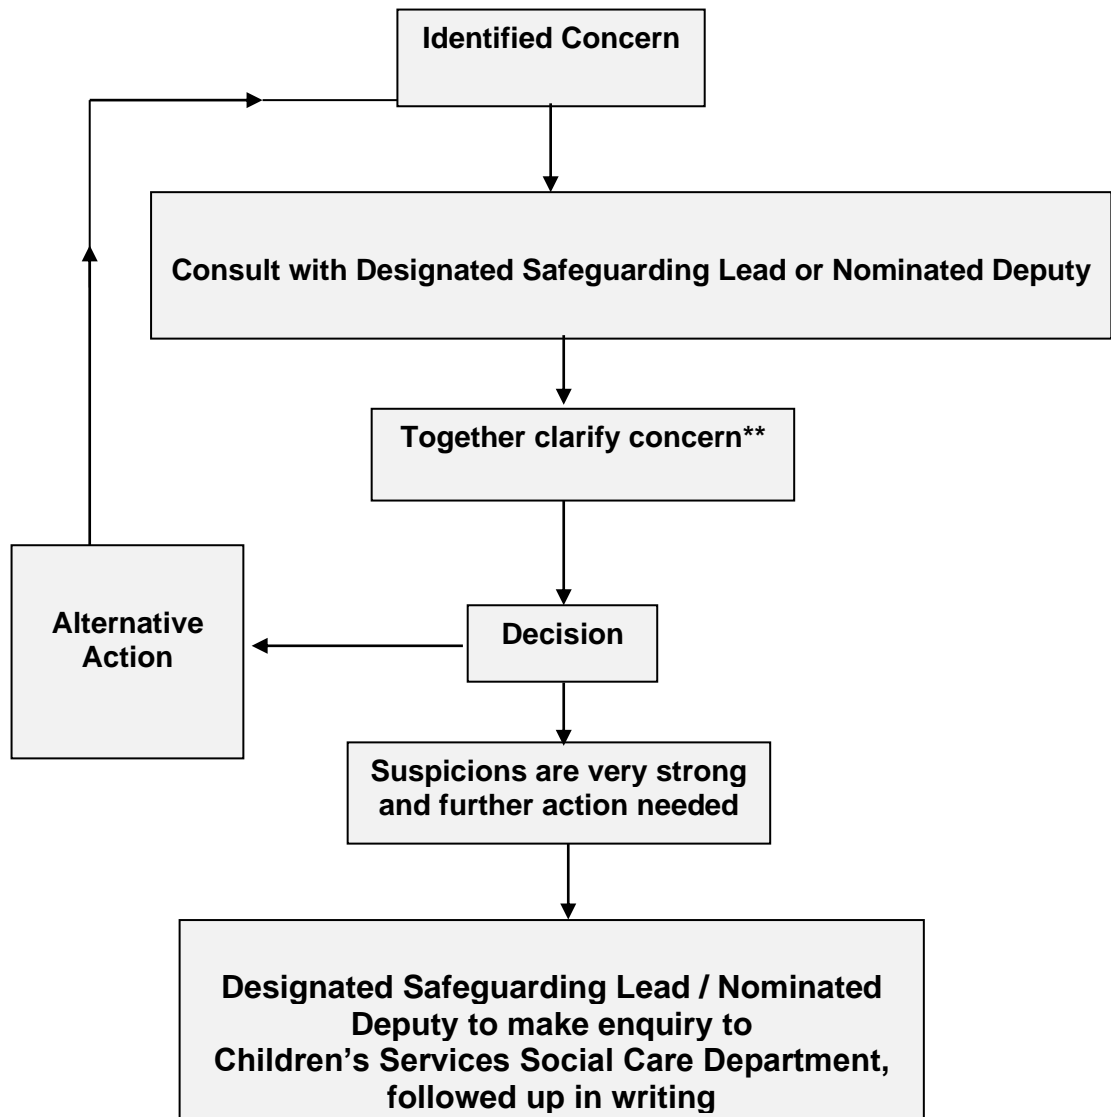 Identified Concern
Consult with Designated Safeguarding Lead or Nominated Deputy
Together clarify concern**
Alternative
Action
Decision
Suspicions are very strong
and further action needed
Designated Safeguarding Lead / Nominated
Deputy to make enquiry to
Children’s Services Social Care Department,
followed up in writing